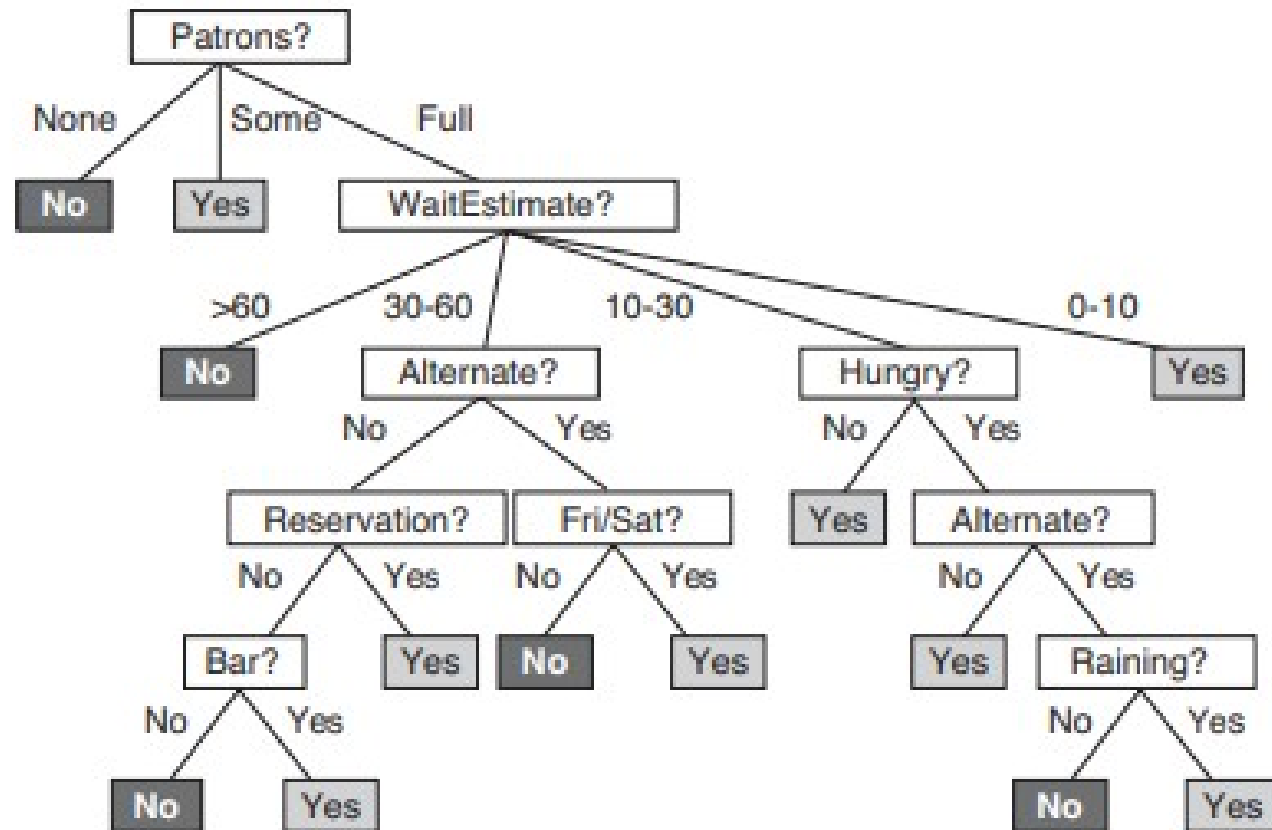 Patrons?
None Some Full
No Yes WaitEstimate?
>60 30-60 10-30 0-10
No Alternate? Hungry? Yes
No Yes No Yes
Reservation? Fri/Sat? Yes Alternate?
No Yes No Yes No Yes
Bar? Yes No Yes Yes Raining?
No Yes No Yes
No Yes No Yes